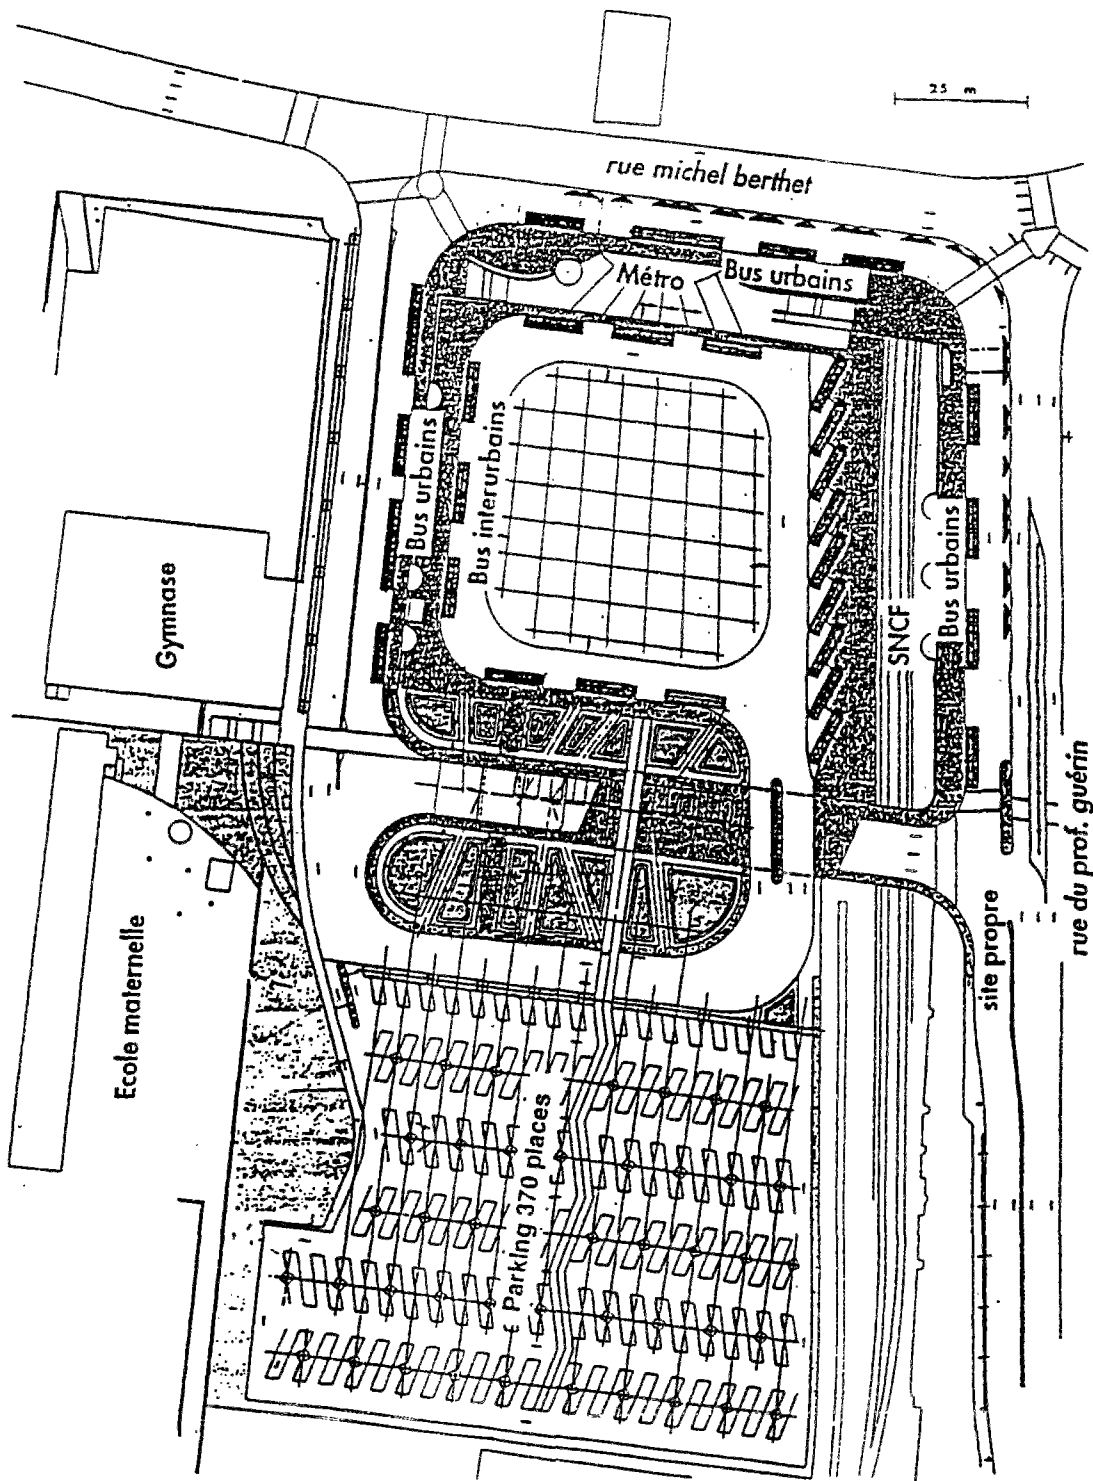 25 m
rue michel berthet
Métro
Bus urbains
Bus urbains
Bus interurbains
Gymnase
SNCF
Bus urbains
Ecole maternelle
site propre
rue du prof. guérin
Parking 370 places